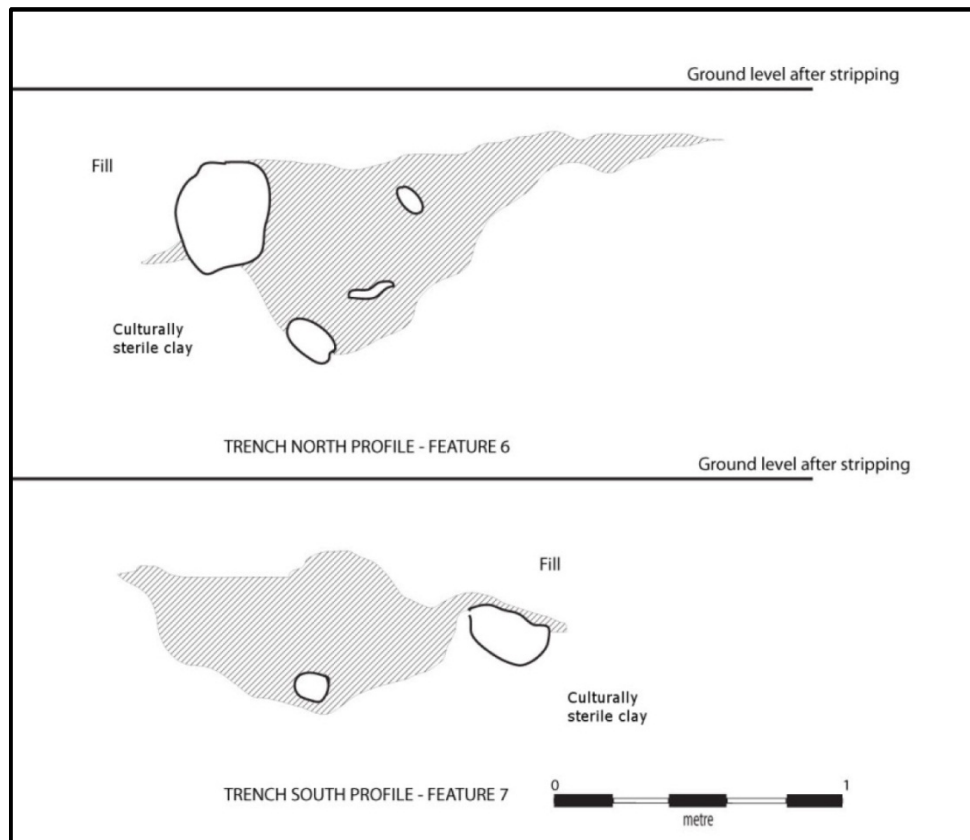 Ground level after stripping
Fill
Culturally
sterile clay
TRENCH NORTH PROFILE - FEATURE 6
Ground level after stripping
Fill
Culturally
sterile clay
TRENCH SOUTH PROFILE - FEATURE 7
0 1
metre